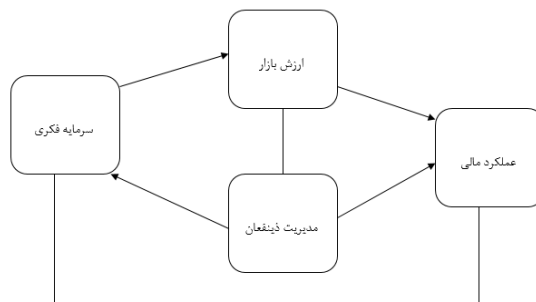 ارزش بازار
سرمایه فکری
عملکرد مالی
مدیریت ذینفعان